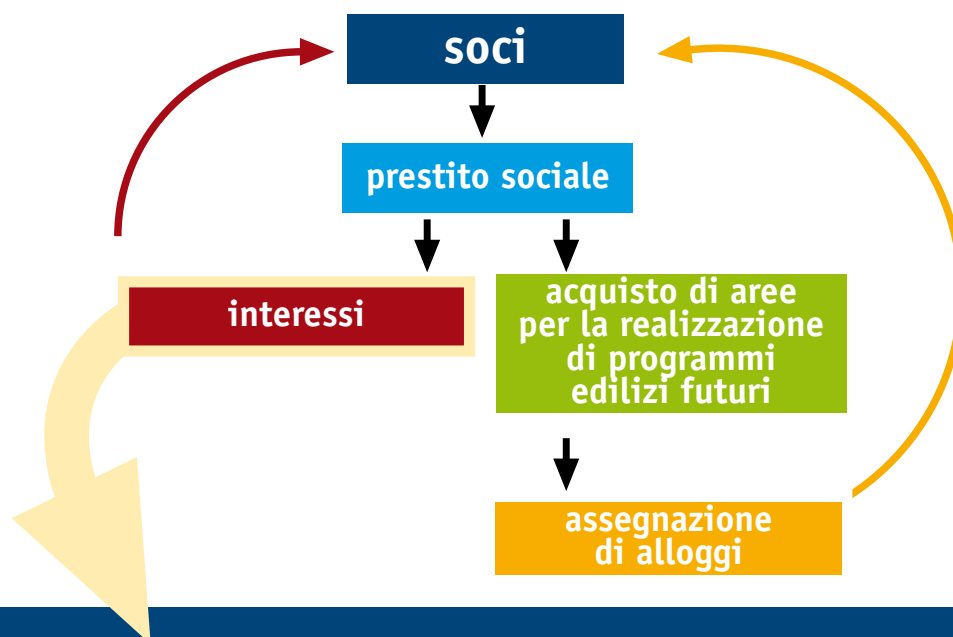 soci
prestito sociale
interessi
acquisto di aree
per la realizzazione
di programmi
edilizi futuri
assegnazione
di alloggi